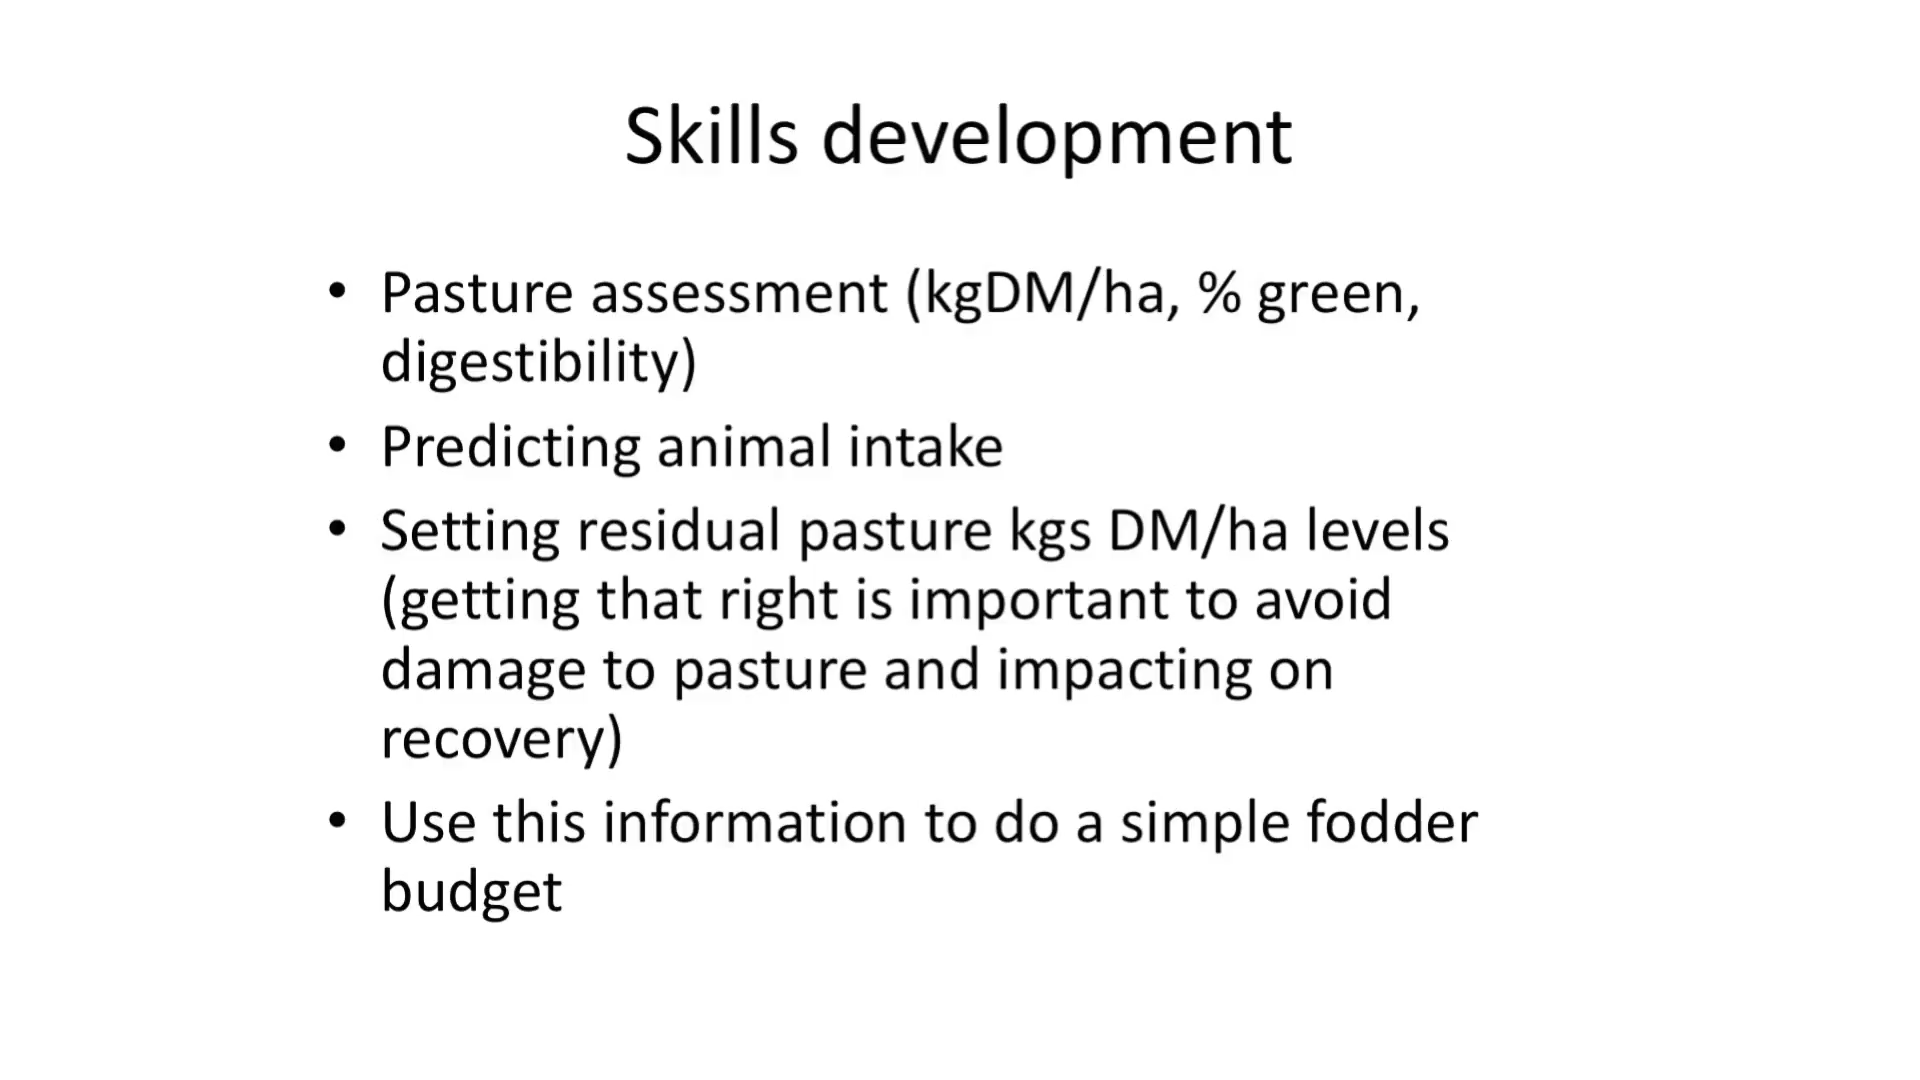 Skills development
• Pasture assessment (kgDM/ha, % green,
digestibility)
• Predicting animal intake
• Setting residual pasture kgs DM/ha levels
(getting that right is important to avoid
damage to pasture and impacting on
recovery)
• Use this information to do a simple fodder
budget